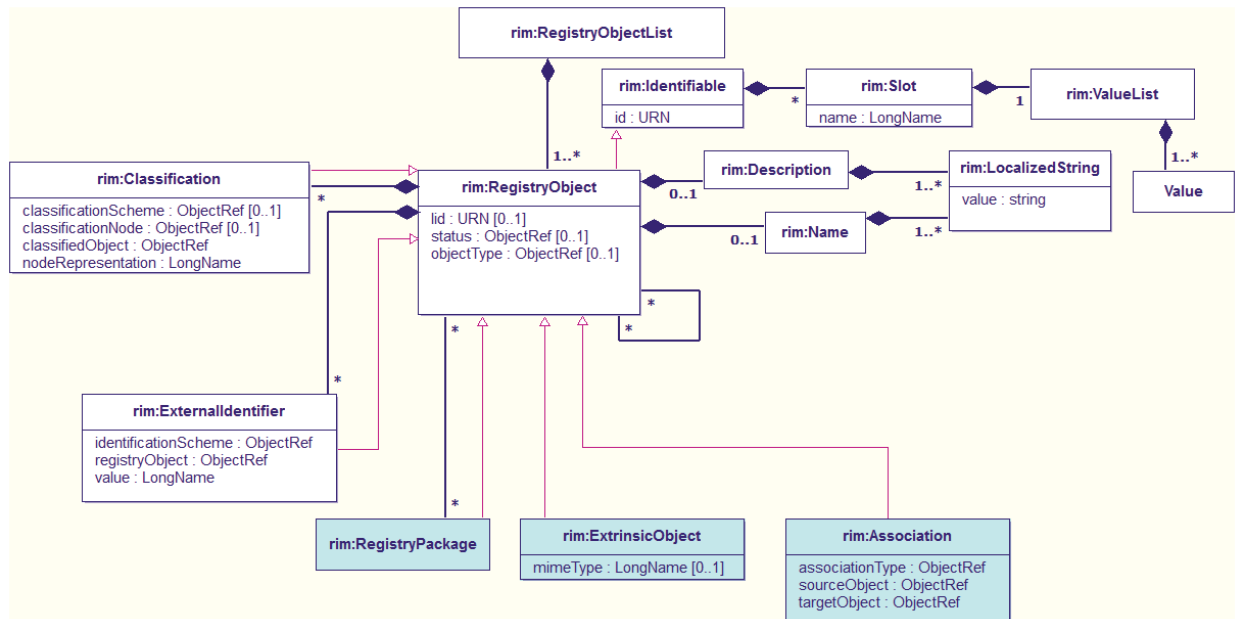 rim:RegistryObjectList
rim:Identifiable
id : URN
*
rim:Slot
name : LongName
1
rim:ValueList
1..*
Value
1..*
rim:Classification
classificationScheme : ObjectRef [0..1]
classificationNode : ObjectRef [0..1]
classifiedObject : ObjectRef
nodeRepresentation : LongName
*
rim:RegistryObject
lid : URN [0..1]
status : ObjectRef [0..1]
objectType : ObjectRef [0..1]
0..1
rim:Description
1..*
rim:LocalizedString
value : string
0..1
rim:Name
1..*
*
*
*
*
rim:ExternalIdentifier
identificationScheme : ObjectRef
registryObject : ObjectRef
value : LongName
*
rim:RegistryPackage
rim:ExtrinsicObject
mimeType : LongName [0..1]
rim:Association
associationType : ObjectRef
sourceObject : ObjectRef
targetObject : ObjectRef